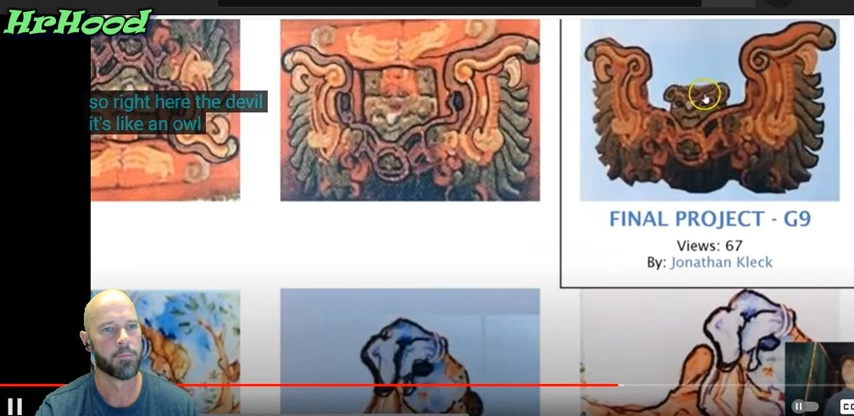 HrHood
so right here the devil
it's like an owl
FINAL PROJECT - G9
Views: 67
By: Jonathan Kleck